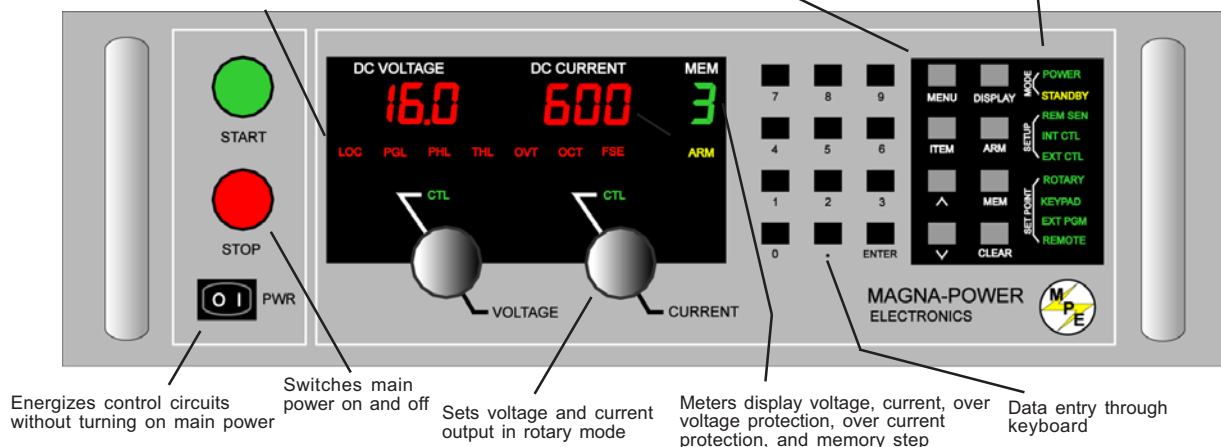 DC VOLTAGE DC CURRENT MEM
16.0 600 3
LOC PGL PHL THL OVT OCT FSE ARM
CTL CTL
VOLTAGE CURRENT
START
STOP
O I PWR
7 8 9
4 5 6
1 2 3
0 . ENTER
MENU DISPLAY
ITEM ARM
∧ MEM
∨ CLEAR
MODE
POWER
STANDBY
SETUP
REM SEN
INT CTL
EXT CTL
SET POINT
ROTARY
KEYPAD
EXT PGM
REMOTE
MAGNA-POWER
ELECTRONICS
MPE
Energizes control circuits
without turning on main power
Switches main
power on and off
Sets voltage and current
output in rotary mode
Meters display voltage, current, over
voltage protection, over current
protection, and memory step
Data entry through
keyboard